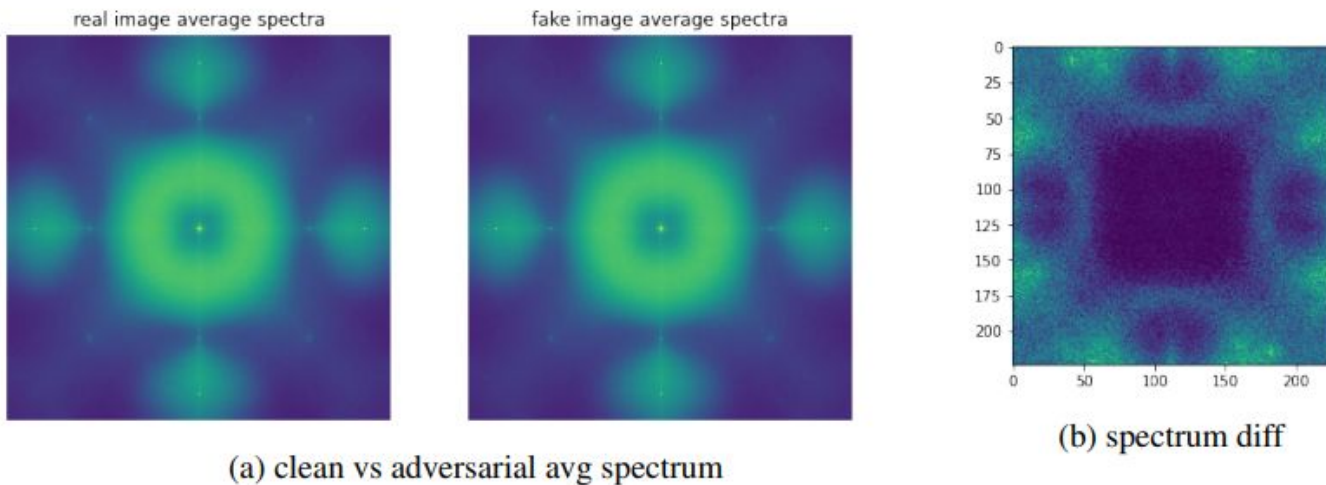 real image average spectra
fake image average spectra
0
25
50
75
100
125
150
175
200
0 50 100 150 200
(a) clean vs adversarial avg spectrum
(b) spectrum diff